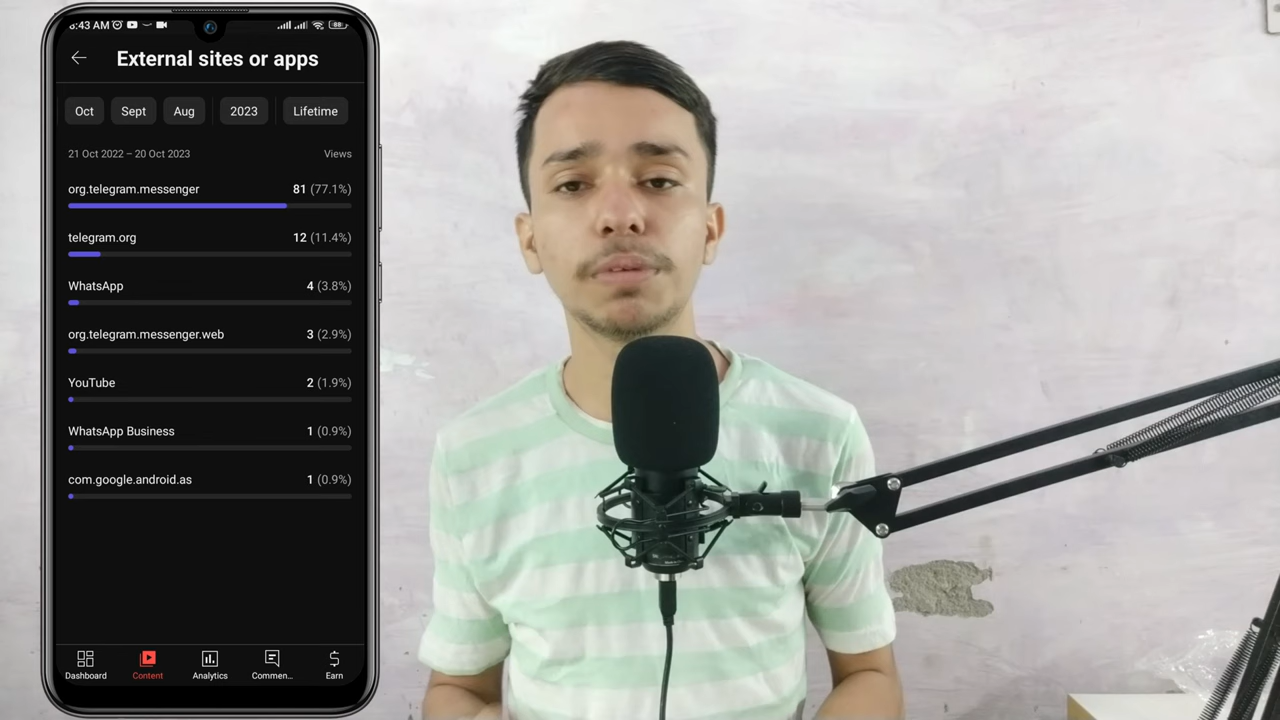 8:43 AM
88
External sites or apps
Oct Sept Aug 2023 Lifetime
21 Oct 2022 – 20 Oct 2023 Views
org.telegram.messenger 81 (77.1%)
telegram.org 12 (11.4%)
WhatsApp 4 (3.8%)
org.telegram.messenger.web 3 (2.9%)
YouTube 2 (1.9%)
WhatsApp Business 1 (0.9%)
com.google.android.as 1 (0.9%)
Dashboard Content Analytics Commen... Earn